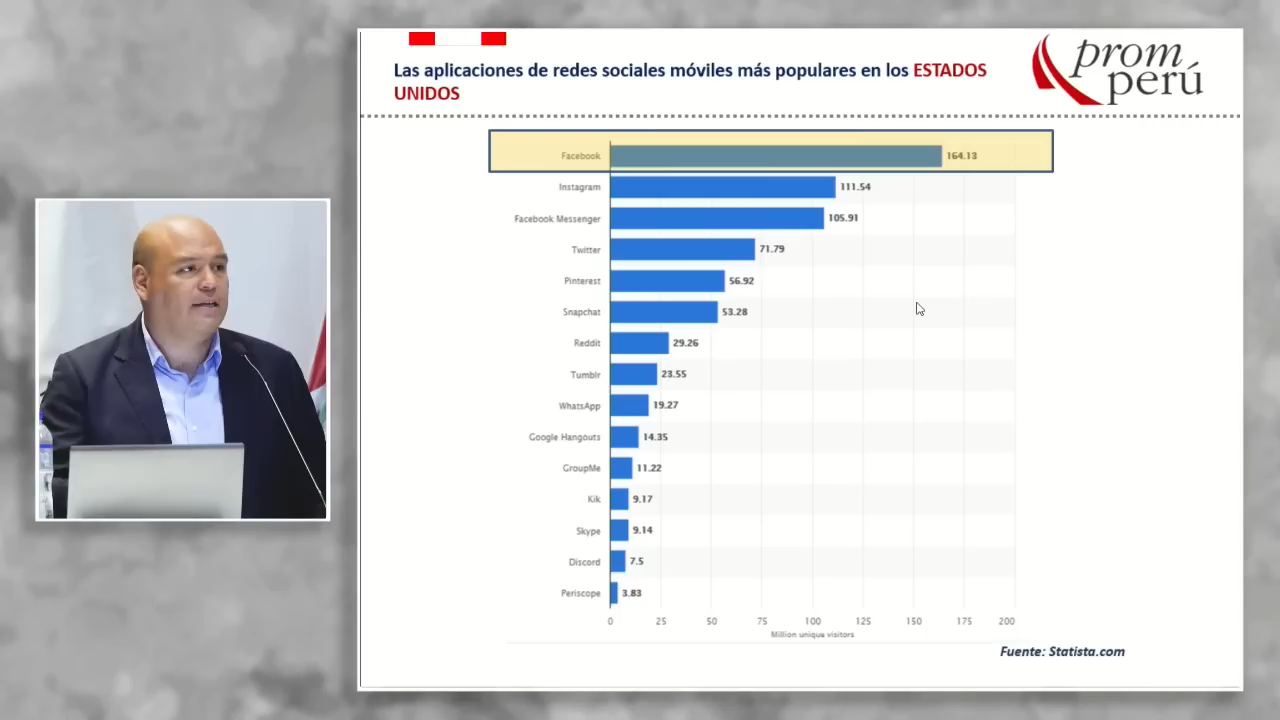 Las aplicaciones de redes sociales móviles más populares en los ESTADOS
UNIDOS
prom
perú
Facebook 164.13
Instagram 111.54
Facebook Messenger 105.91
Twitter 71.79
Pinterest 56.92
Snapchat 53.28
Reddit 29.26
Tumblr 23.55
WhatsApp 19.27
Google Hangouts 14.35
GroupMe 11.22
Kik 9.17
Skype 9.14
Discord 7.5
Periscope 3.83
0 25 50 75 100 125 150 175 200
Million unique visitors
Fuente: Statista.com